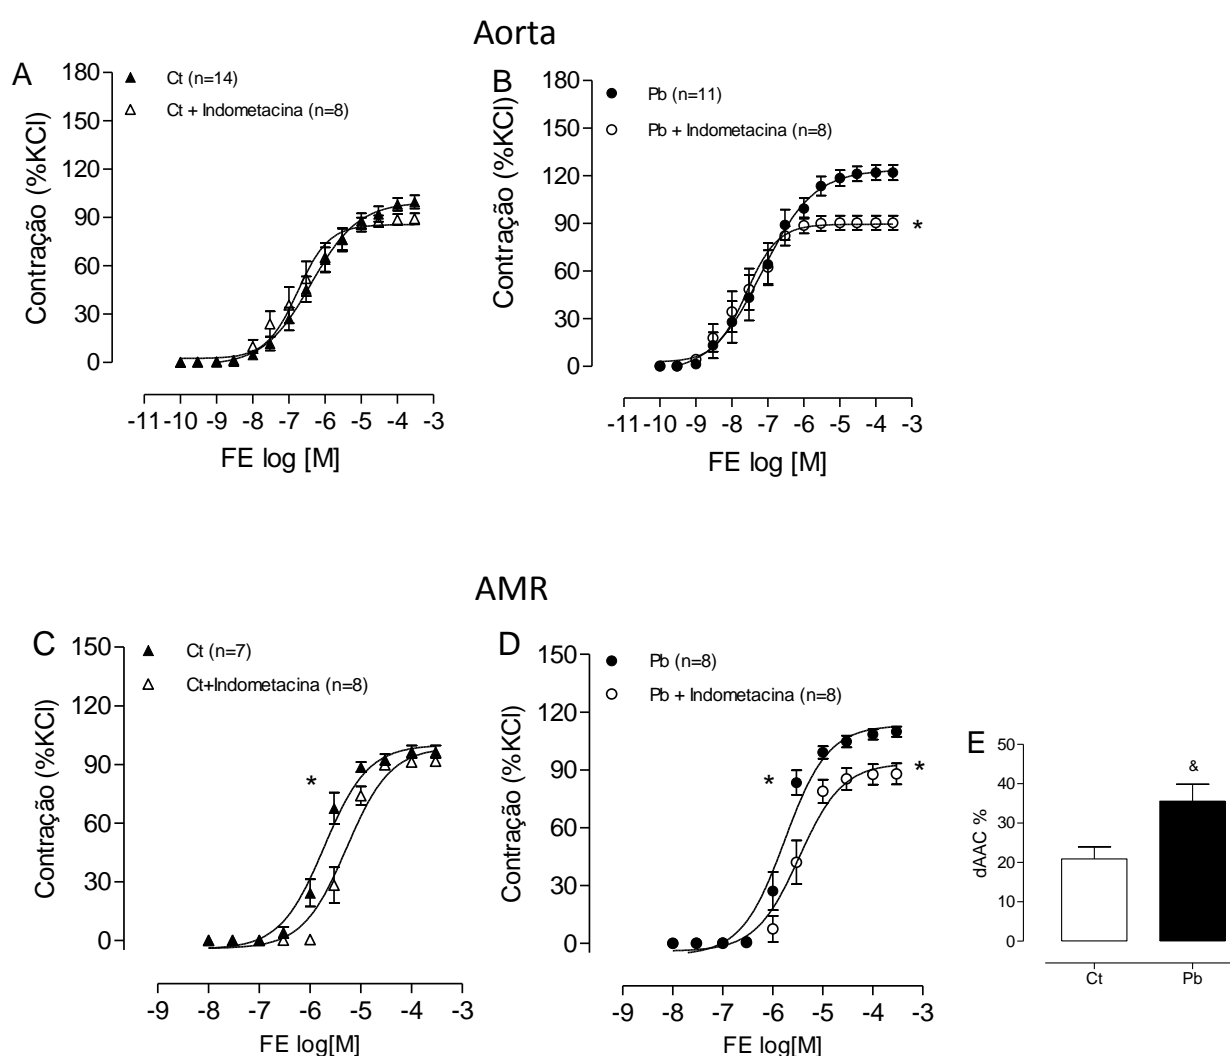 Aorta
A
180
150
120
90
60
30
0
Contração (%KCl)
Ct (n=14)
Ct + Indometacina (n=8)
-11 -10 -9 -8 -7 -6 -5 -4 -3
FE log [M]
B
180
150
120
90
60
30
0
Contração (%KCl)
Pb (n=11)
Pb + Indometacina (n=8)
*
-11 -10 -9 -8 -7 -6 -5 -4 -3
FE log [M]
AMR
C
150
120
90
60
30
0
Contração (%KCl)
Ct (n=7)
Ct+Indometacina (n=8)
*
-9 -8 -7 -6 -5 -4 -3
FE log[M]
D
150
120
90
60
30
0
Contração (%KCl)
Pb (n=8)
Pb + Indometacina (n=8)
*
*
-9 -8 -7 -6 -5 -4 -3
FE log[M]
E
50
40
30
20
10
0
dAAC %
&
Ct Pb